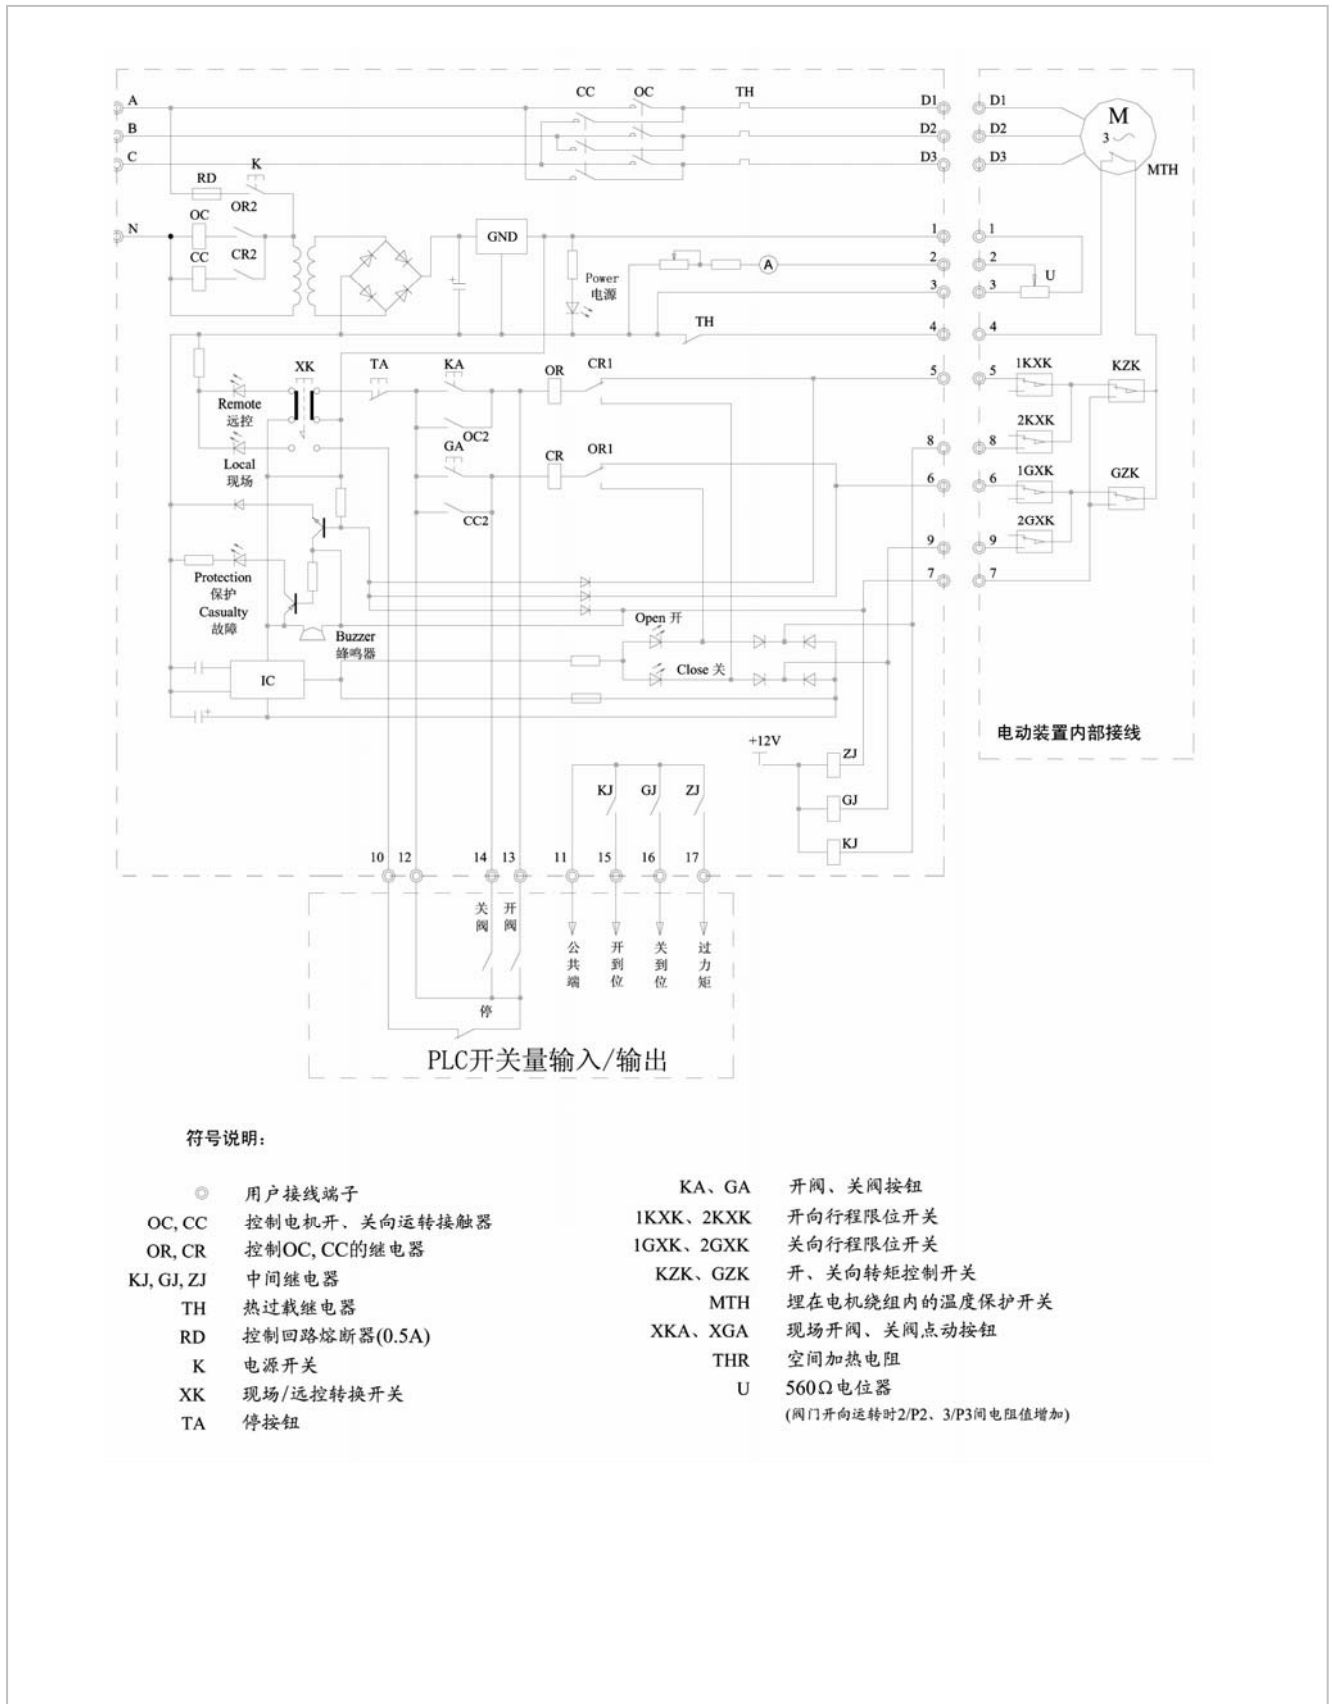 CC OC TH
A D1 D1
B D2 D2
C D3 D3
M
3
MTH
K
RD
OR2
OC
N
CR2
CC
GND
1 1
2 2
A
U
3 3
Power
电源
TH
4 4
XK TA KA OR CR1
5 5
1KXK KZK
Remote
远控
2KXK
OC2
GA
8 8
Local
现场
CR OR1
6 6
1GXK GZK
CC2
2GXK
9 9
7 7
Protection
保护
Casualty
故障
Buzzer
蜂鸣器
Open 开
Close 关
IC
+
电动装置内部接线
+12V
ZJ
GJ
KJ
KJ GJ ZJ
10 12 14 13 11 15 16 17
关阀
开阀
公共端
开到位
关到位
过力矩
停
PLC开关量输入/输出
符号说明:
◎ 用户接线端子
OC, CC 控制电机开、关向运转接触器
OR, CR 控制OC, CC的继电器
KJ, GJ, ZJ 中间继电器
TH 热过载继电器
RD 控制回路熔断器(0.5A)
K 电源开关
XK 现场/远控转换开关
TA 停按钮
KA、GA 开阀、关阀按钮
1KXK、2KXK 开向行程限位开关
1GXK、2GXK 关向行程限位开关
KZK、GZK 开、关向转矩控制开关
MTH 埋在电机绕组内的温度保护开关
XKA、XGA 现场开阀、关阀点动按钮
THR 空间加热电阻
U 560Ω电位器
(阀门开向运转时2/P2、3/P3间电阻值增加)